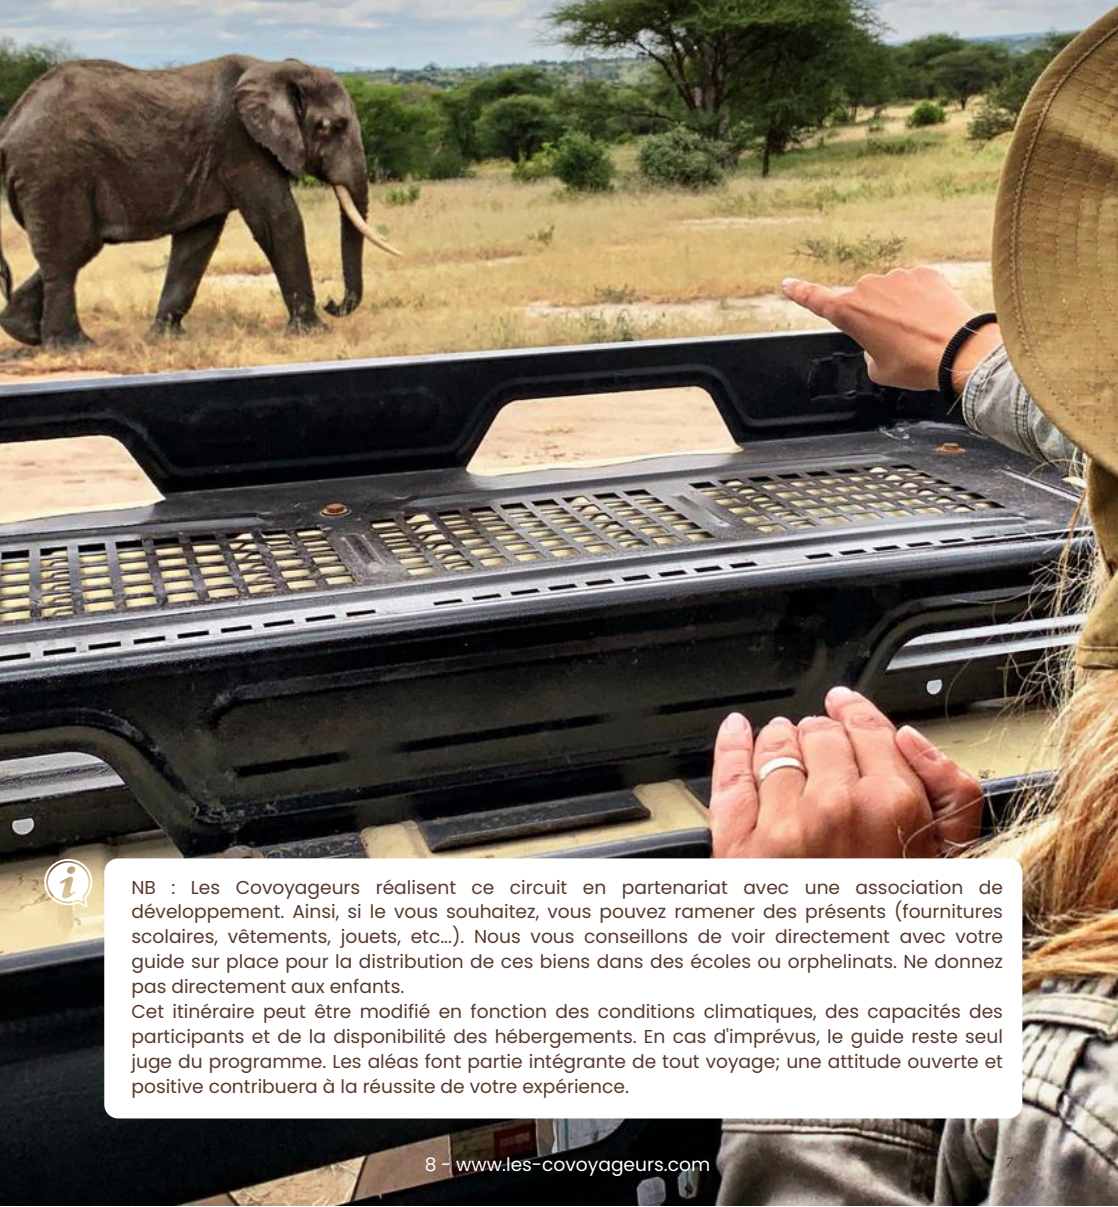 NB : Les Covoyageurs réalisent ce circuit en partenariat avec une association de
développement. Ainsi, si le vous souhaitez, vous pouvez ramener des présents (fournitures
scolaires, vêtements, jouets, etc...). Nous vous conseillons de voir directement avec votre
guide sur place pour la distribution de ces biens dans des écoles ou orphelinats. Ne donnez
pas directement aux enfants.
Cet itinéraire peut être modifié en fonction des conditions climatiques, des capacités des
participants et de la disponibilité des hébergements. En cas d'imprévus, le guide reste seul
juge du programme. Les aléas font partie intégrante de tout voyage; une attitude ouverte et
positive contribuera à la réussite de votre expérience.
8 - www.les-covoyageurs.com
7